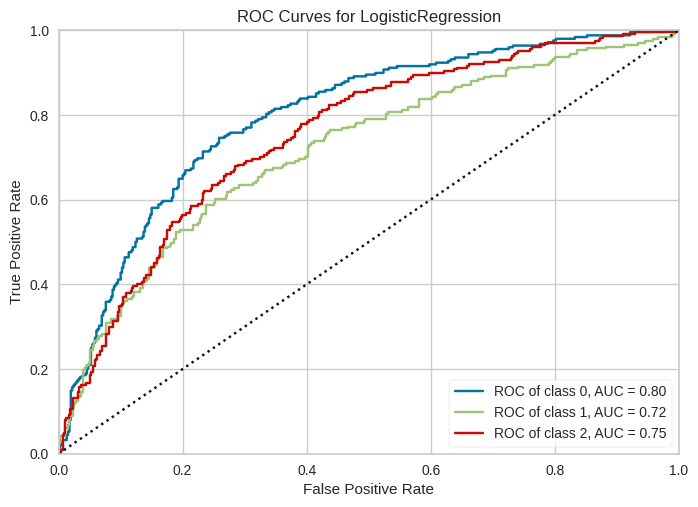 ROC Curves for LogisticRegression
True Positive Rate
1.0
0.8
0.6
0.4
0.2
0.0
0.0 0.2 0.4 0.6 0.8 1.0
False Positive Rate
ROC of class 0, AUC = 0.80
ROC of class 1, AUC = 0.72
ROC of class 2, AUC = 0.75